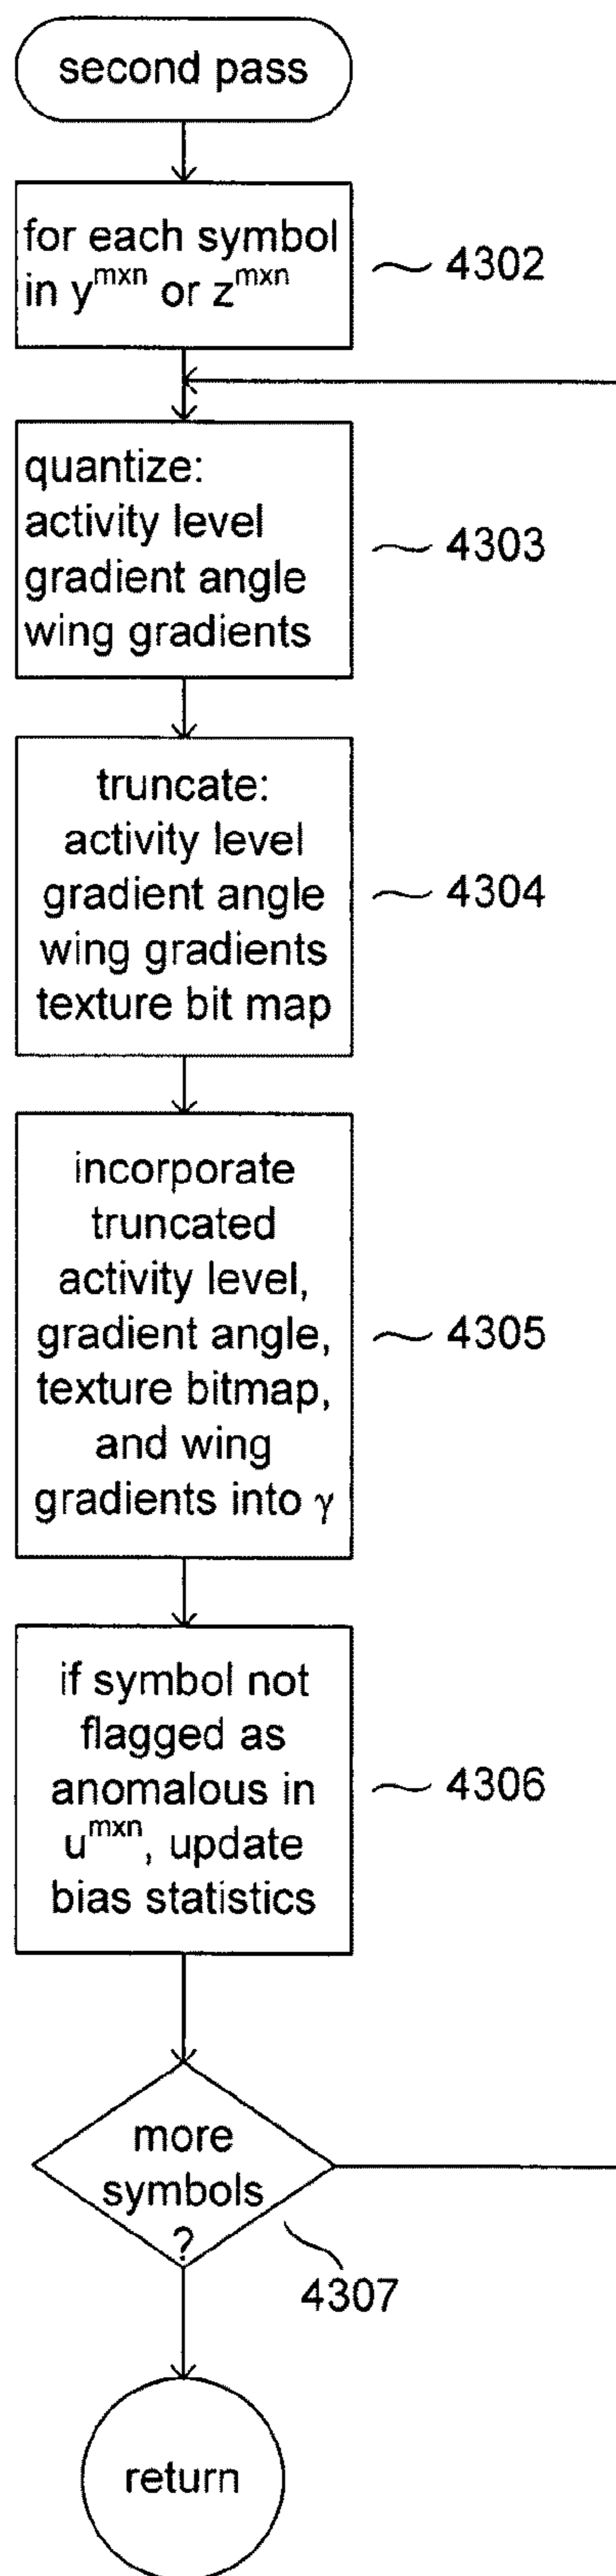 second pass
for each symbol
in y^mxn or z^mxn
4302
quantize:
activity level
gradient angle
wing gradients
4303
truncate:
activity level
gradient angle
wing gradients
texture bit map
4304
incorporate
truncated
activity level,
gradient angle,
texture bitmap,
and wing
gradients into γ
4305
if symbol not
flagged as
anomalous in
u^mxn, update
bias statistics
4306
more
symbols
?
4307
return